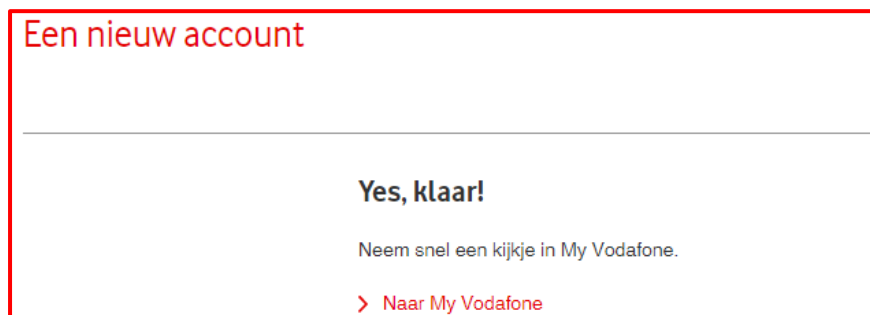 Een nieuw account
Yes, klaar!
Neem snel een kijkje in My Vodafone.
Naar My Vodafone